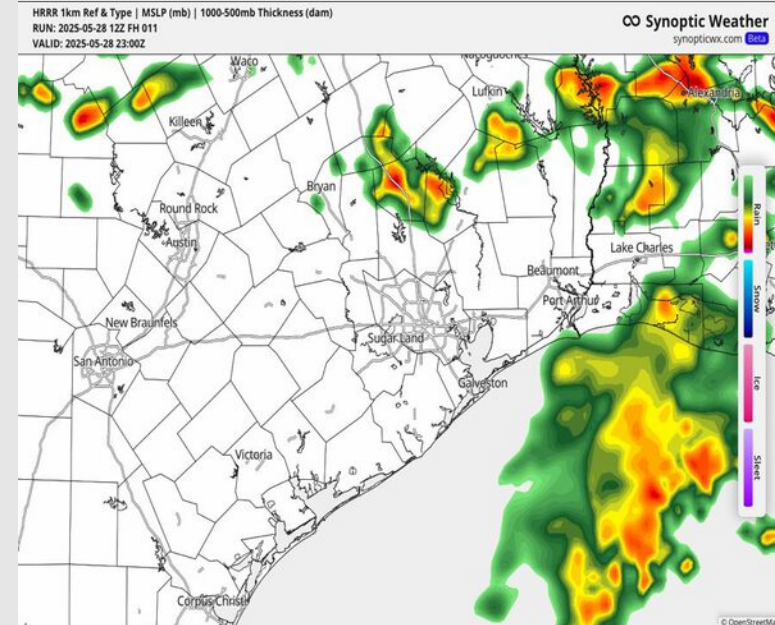 HRRR 1km Ref & Type | MSLP (mb) | 1000-500mb Thickness (dam)
RUN: 2025-05-28 12Z FH 011
VALID: 2025-05-28 23:00Z
Synoptic Weather
synopticwx.com Beta
Waco
Nacogdoches
Lufkin
Alexandria
Killeen
Bryan
Round Rock
Austin
Rain
Lake Charles
Beaumont
Port Arthur
Snow
New Braunfels
Sugar Land
San Antonio
Galveston
Ice
Victoria
Sleet
Corpus Christi